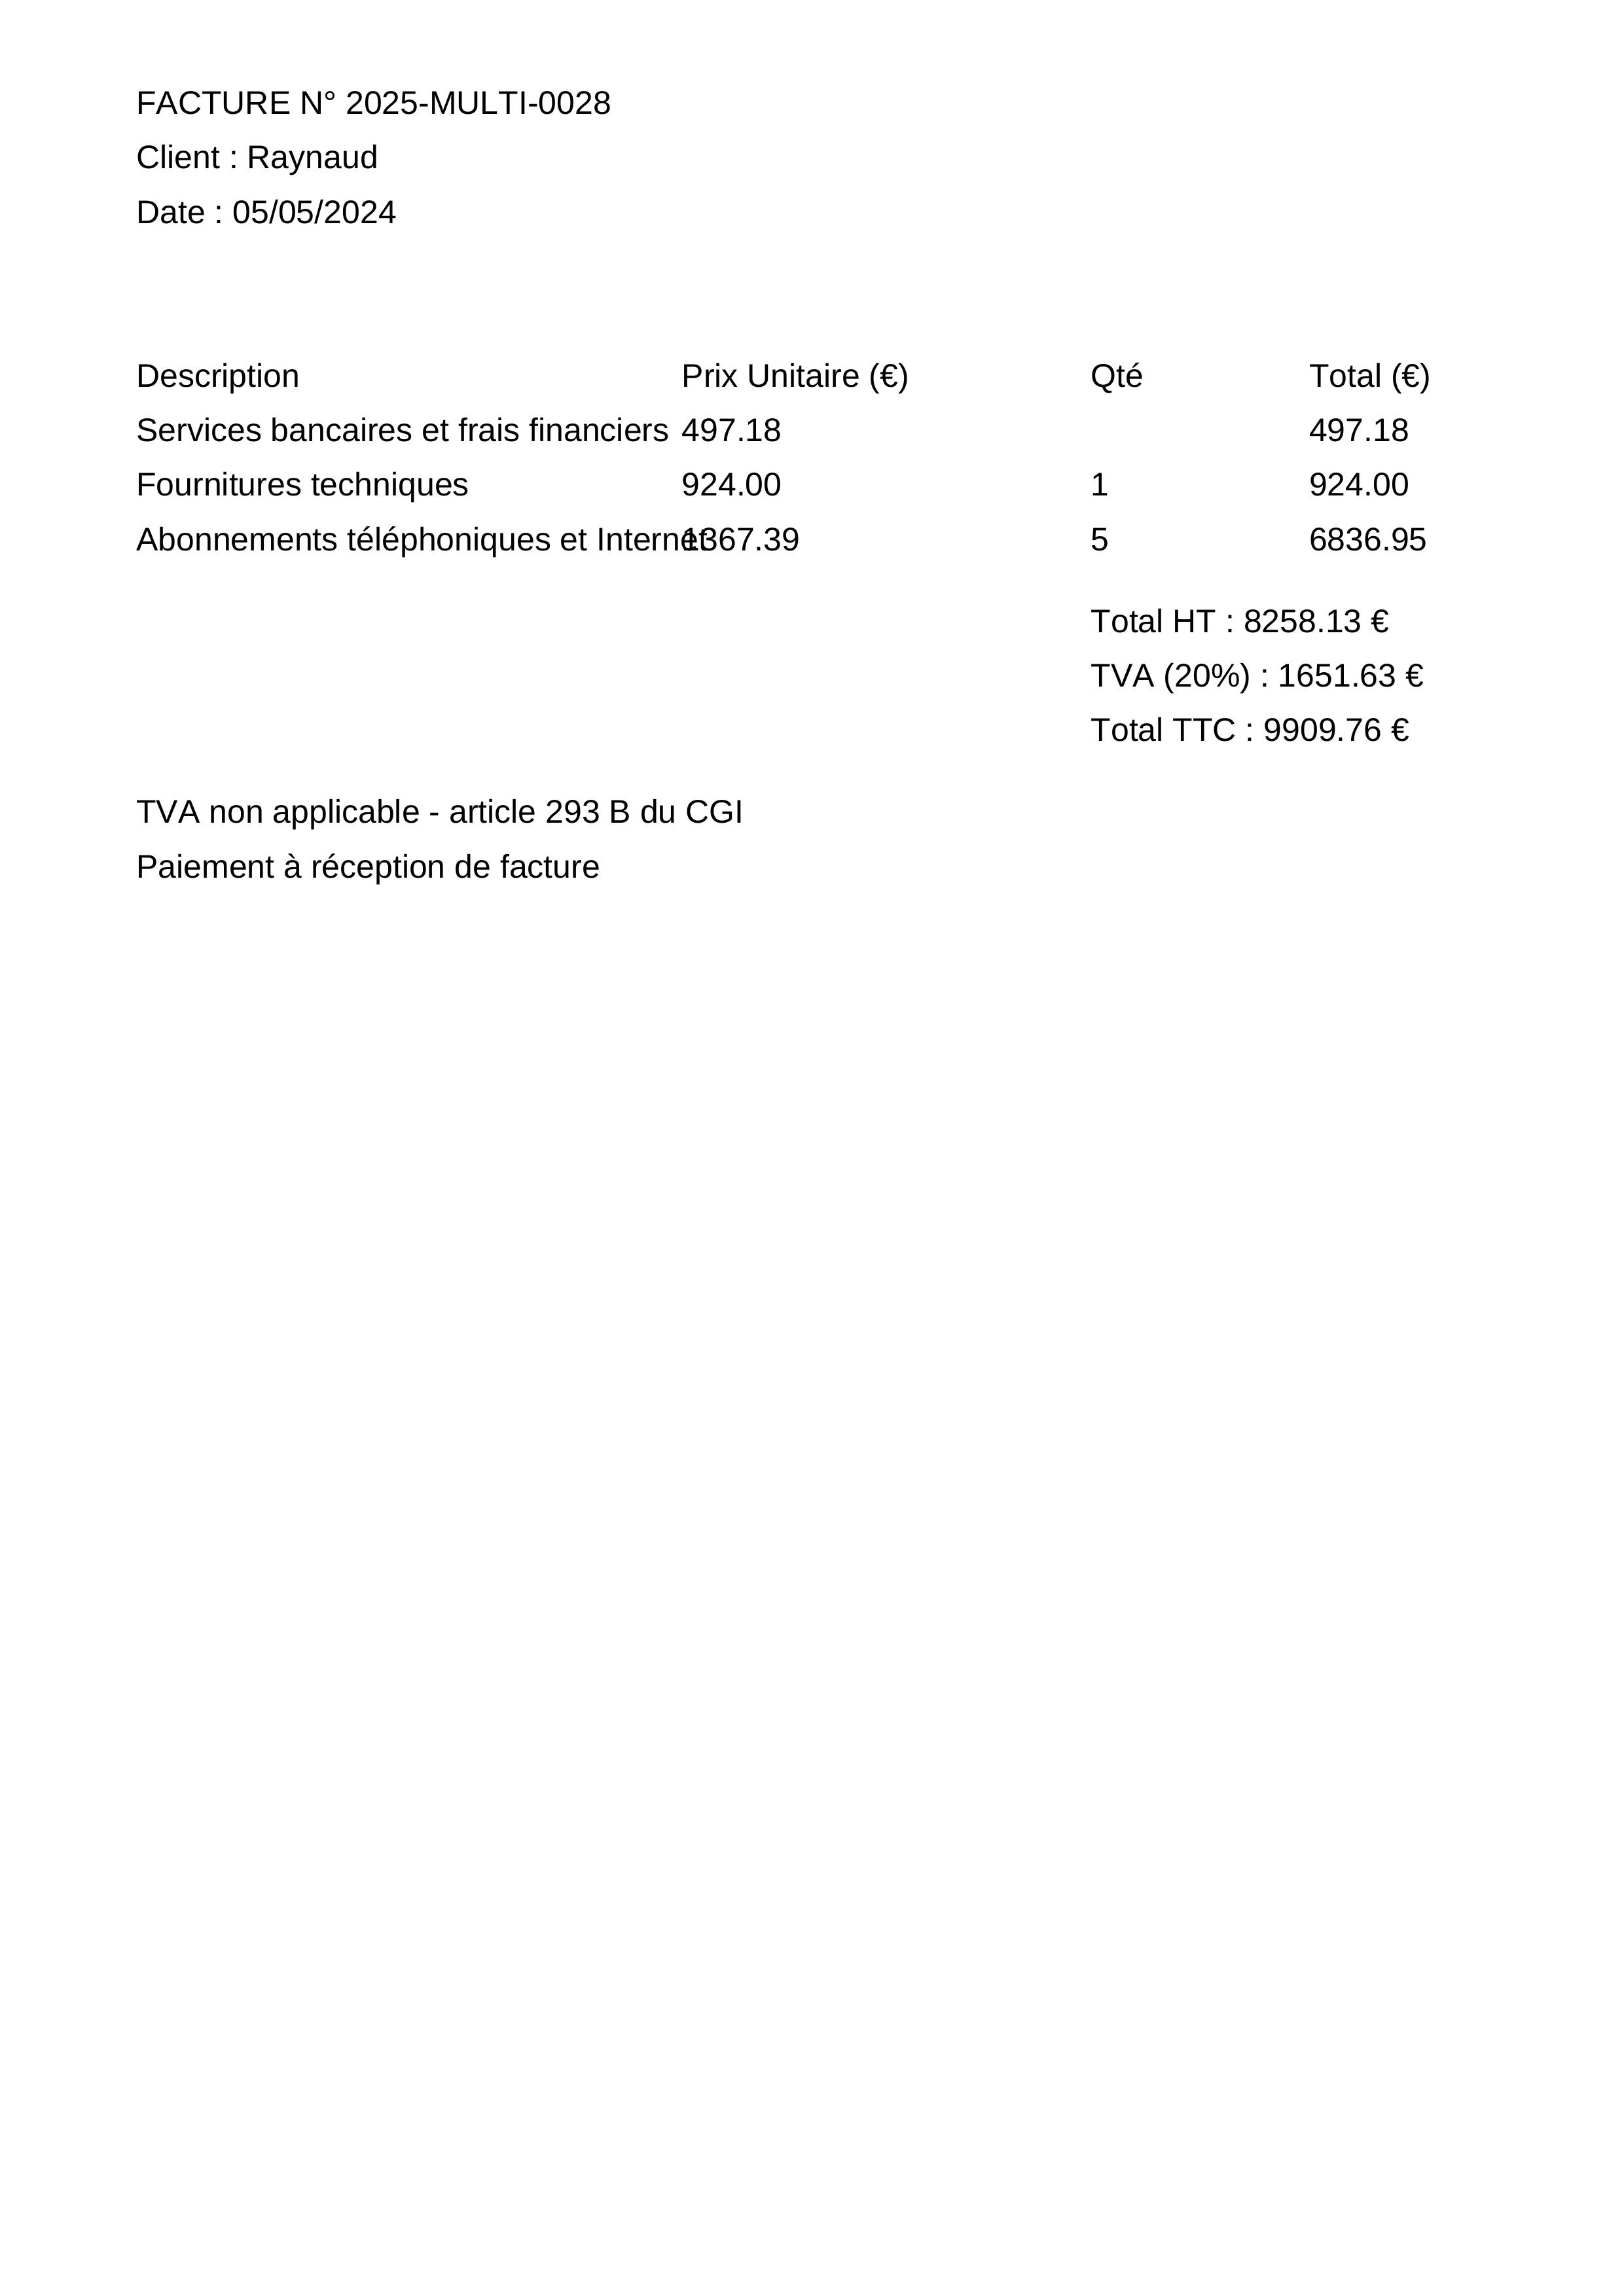 FACTURE N° 2025-MULTI-0028
Client : Raynaud
Date : 05/05/2024
Description Prix Unitaire (€) Qté Total (€)
Services bancaires et frais financiers 497.18 497.18
Fournitures techniques 924.00 1 924.00
Abonnements téléphoniques et Internet 1367.39 5 6836.95
Total HT : 8258.13 €
TVA (20%) : 1651.63 €
Total TTC : 9909.76 €
TVA non applicable - article 293 B du CGI
Paiement à réception de facture